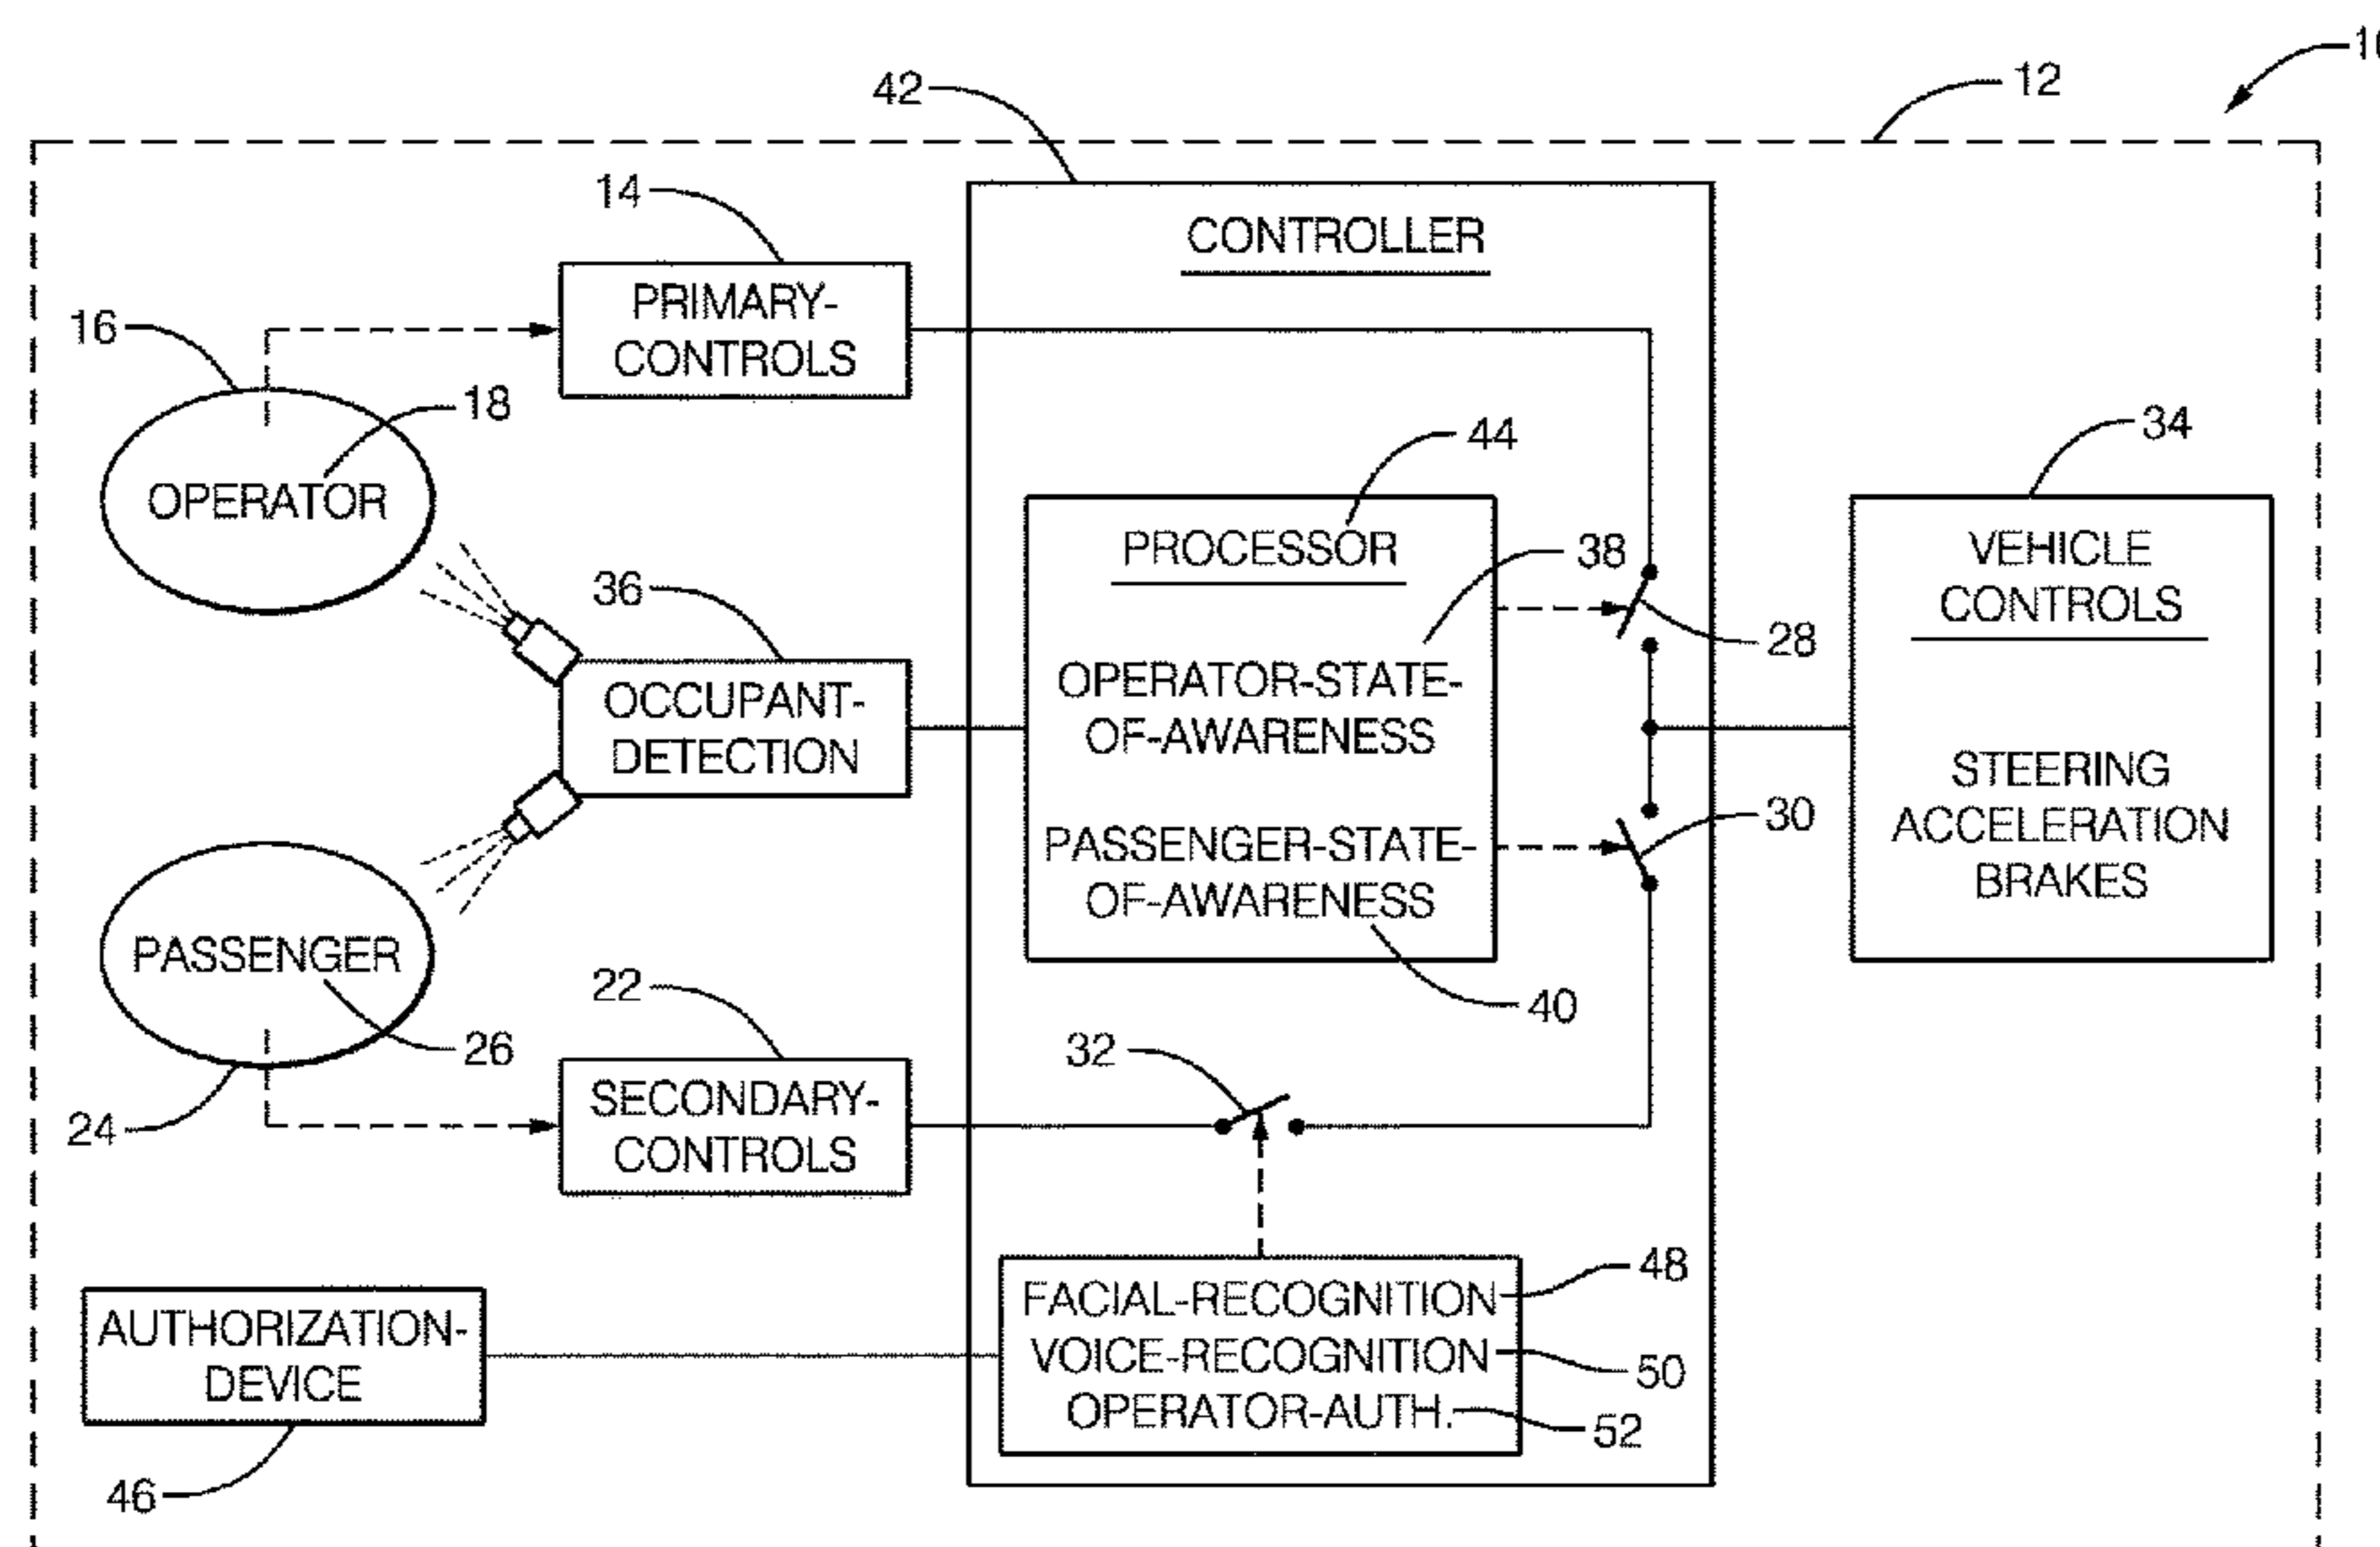 10
12
42
14
CONTROLLER
PRIMARY-
CONTROLS
16
18
OPERATOR
44
34
PROCESSOR
38
VEHICLE
CONTROLS
28
36
OPERATOR-STATE-
OF-AWARENESS
OCCUPANT-
DETECTION
STEERING
ACCELERATION
BRAKES
30
PASSENGER-STATE-
OF-AWARENESS
40
PASSENGER
26
24
22
SECONDARY-
CONTROLS
32
48
FACIAL-RECOGNITION
VOICE-RECOGNITION
50
OPERATOR-AUTH.
52
AUTHORIZATION-
DEVICE
46